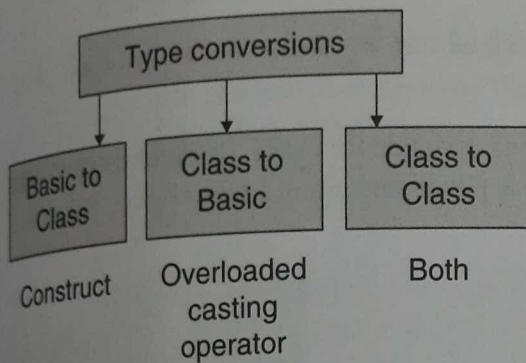 Type conversions
Basic to
Class
Class to
Basic
Class to
Class
Construct
Overloaded
casting
operator
Both